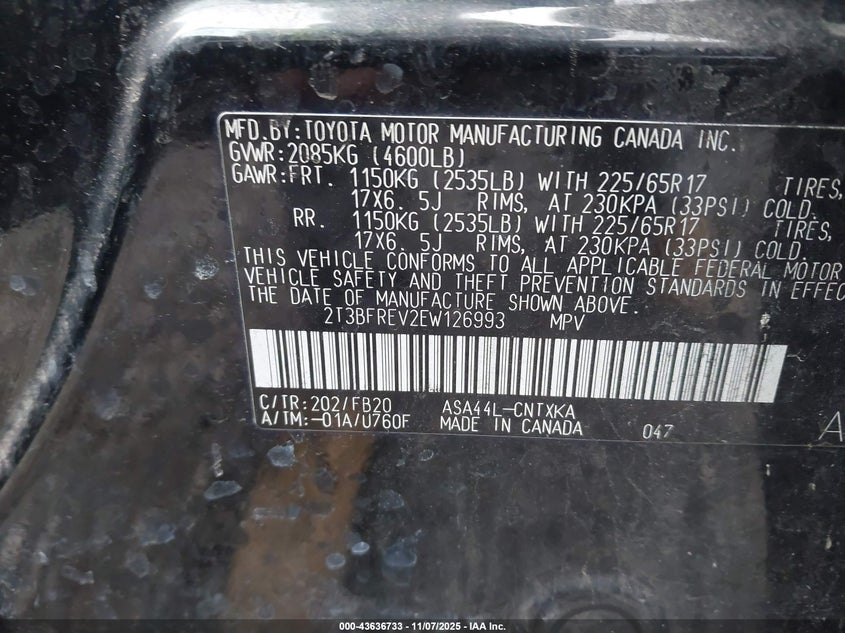 MFD.BY:TOYOTA MOTOR MANUFACTURING CANADA INC.
GVWR:2085KG (4600LB)
GAWR:FRT. 1150KG (2535LB) WITH 225/65R17 TIRES,
17X6. 5J RIMS, AT 230KPA (33PSI) COLD.
RR. 1150KG (2535LB) WITH 225/65R17 TIRES,
17X6. 5J RIMS, AT 230KPA (33PSI) COLD.
THIS VEHICLE CONFORMS TO ALL APPLICABLE FEDERAL MOTOR
VEHICLE SAFETY AND THEFT PREVENTION STANDARDS IN EFFEC
THE DATE OF MANUFACTURE SHOWN ABOVE.
2T3BFREV2EW126993 MPV
C/TR:202/FB20 ASA44L-CNTXKA
A/TM:-01A/U760F MADE IN CANADA 047 A
000-43636733 - 11/07/2025 - IAA Inc.